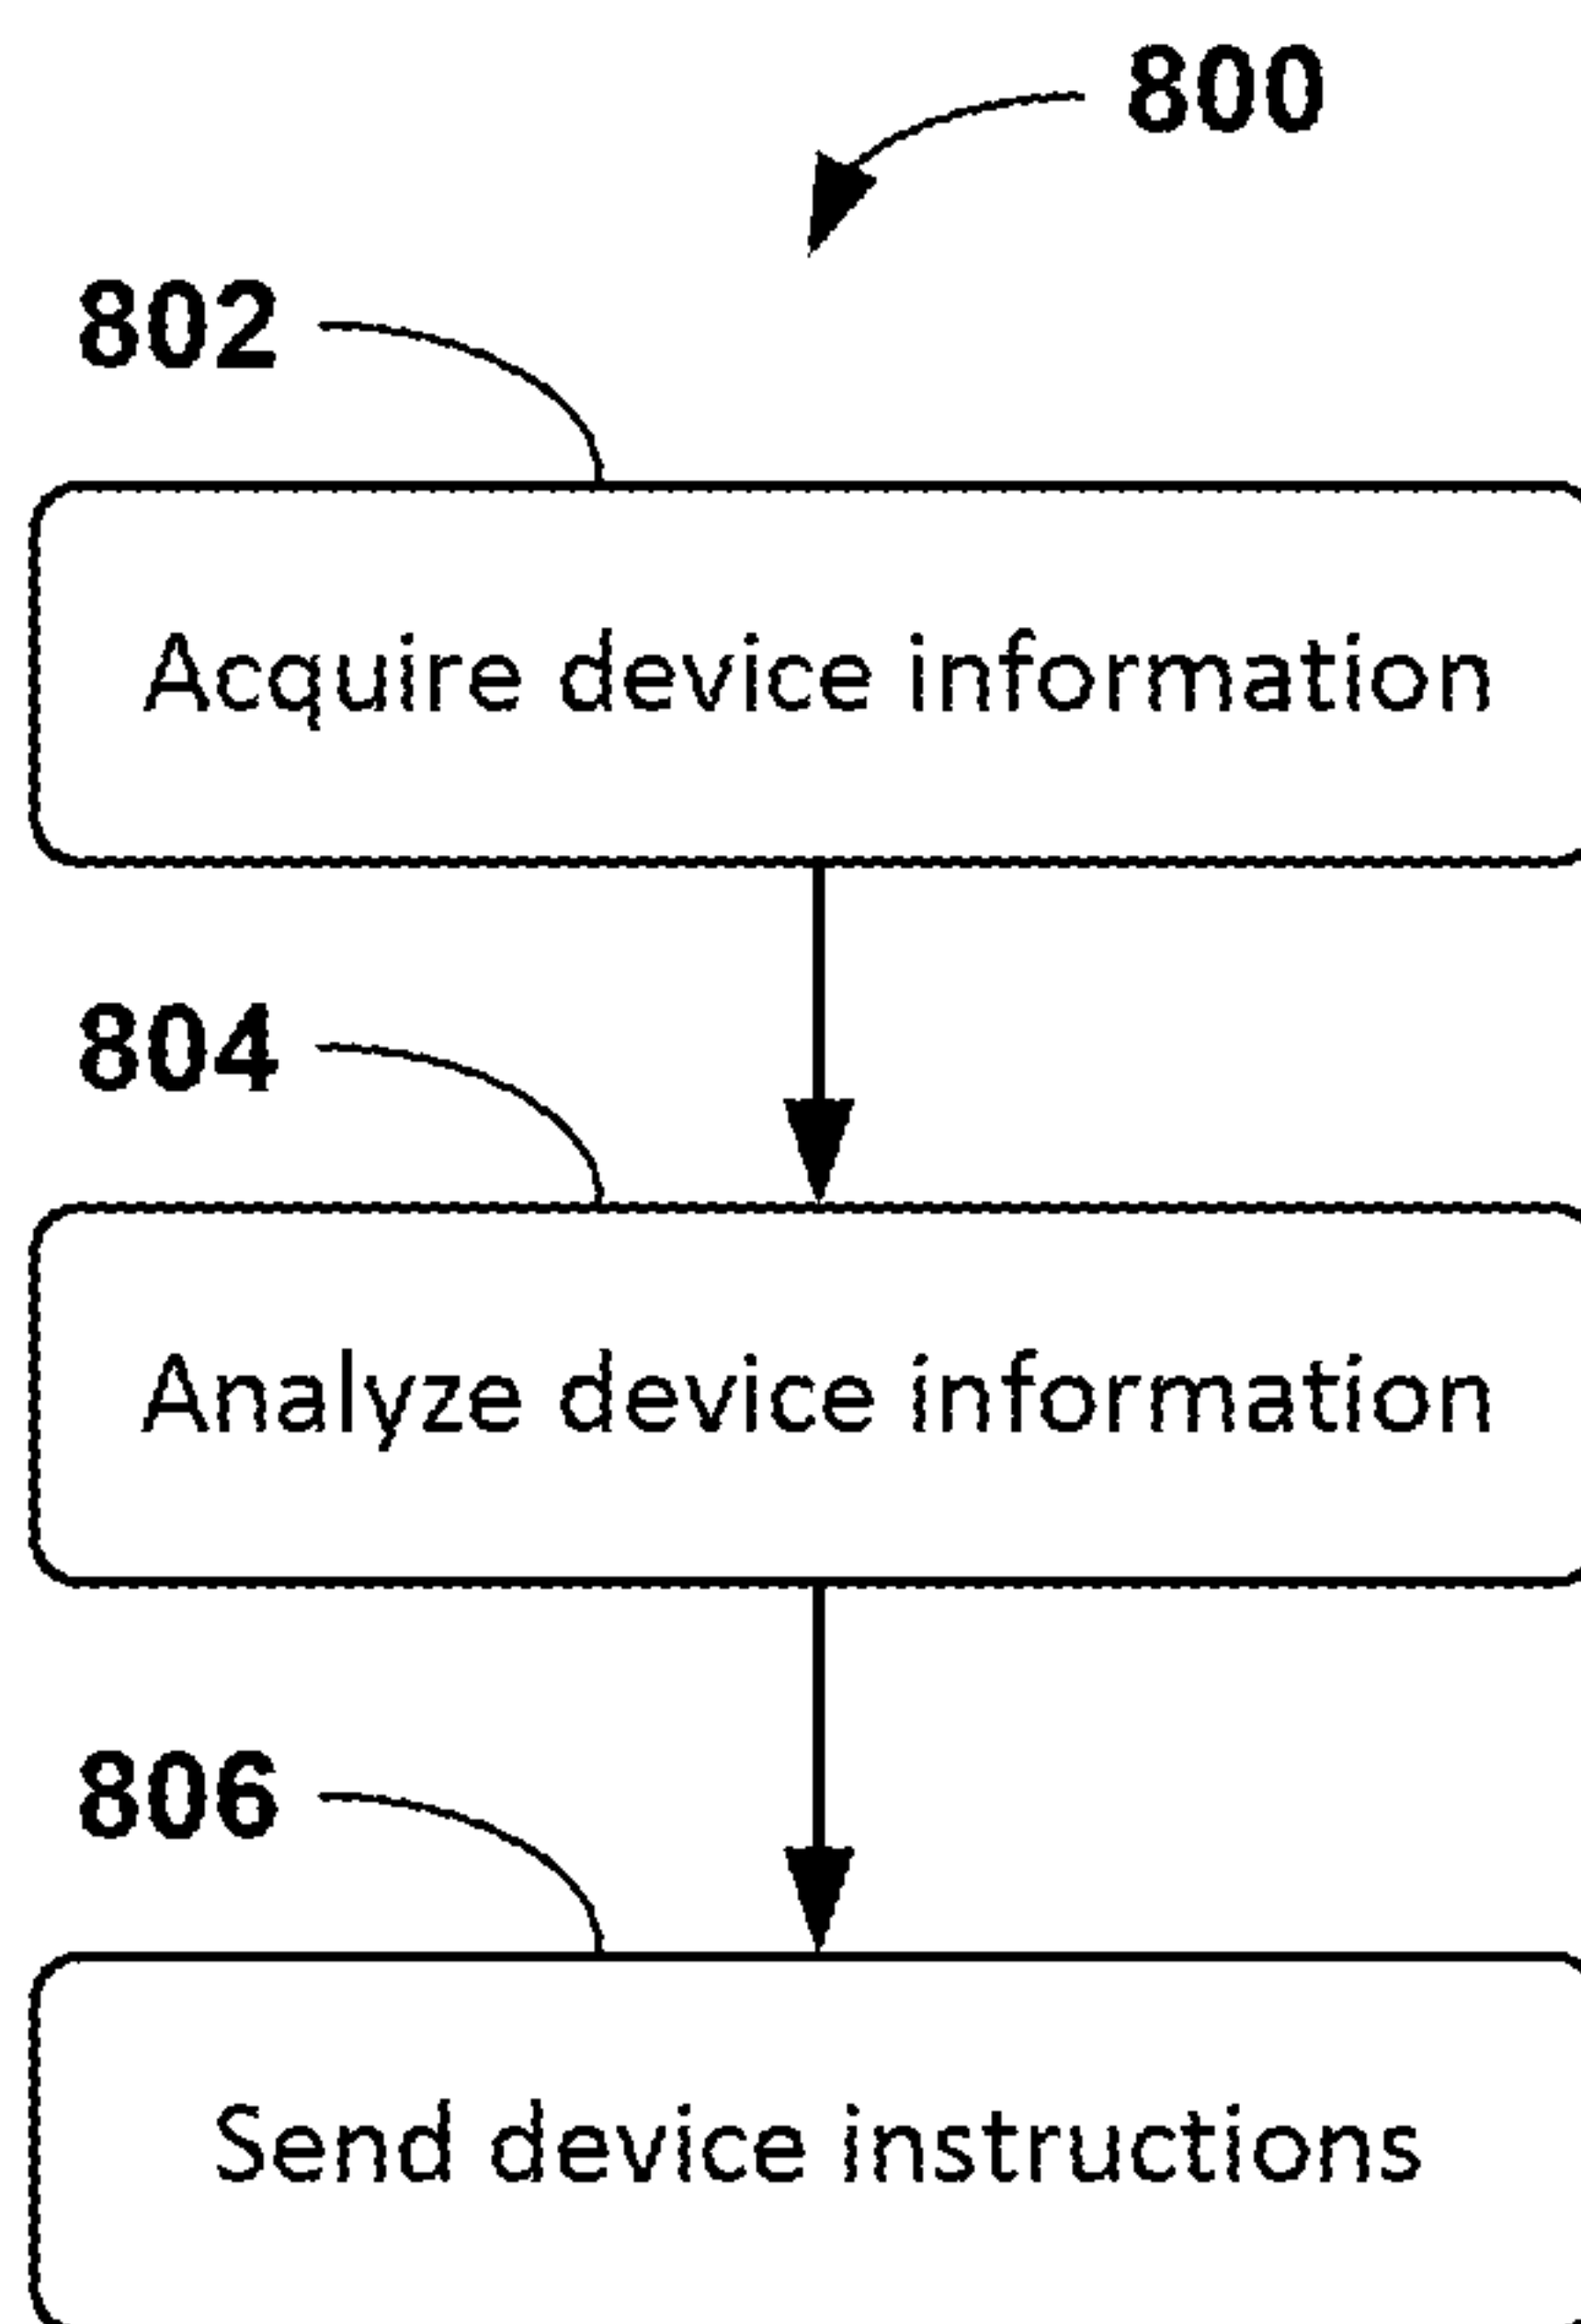 800
802
Acquire device information
804
Analyze device information
806
Send device instructions